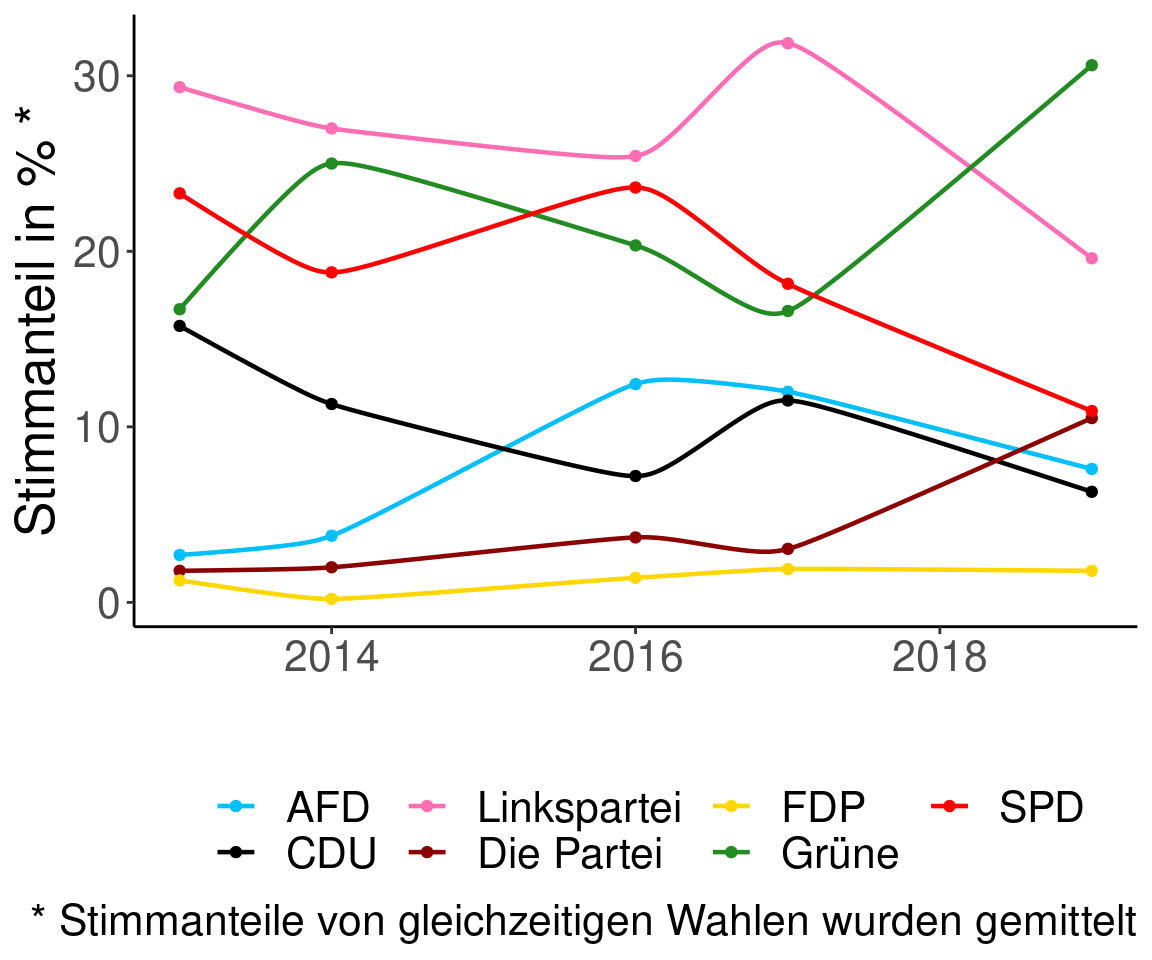 Stimmanteil in % *
30
20
10
0
2014 2016 2018
AFD Linkspartei FDP SPD
CDU Die Partei Grüne
* Stimmanteile von gleichzeitigen Wahlen wurden gemittelt